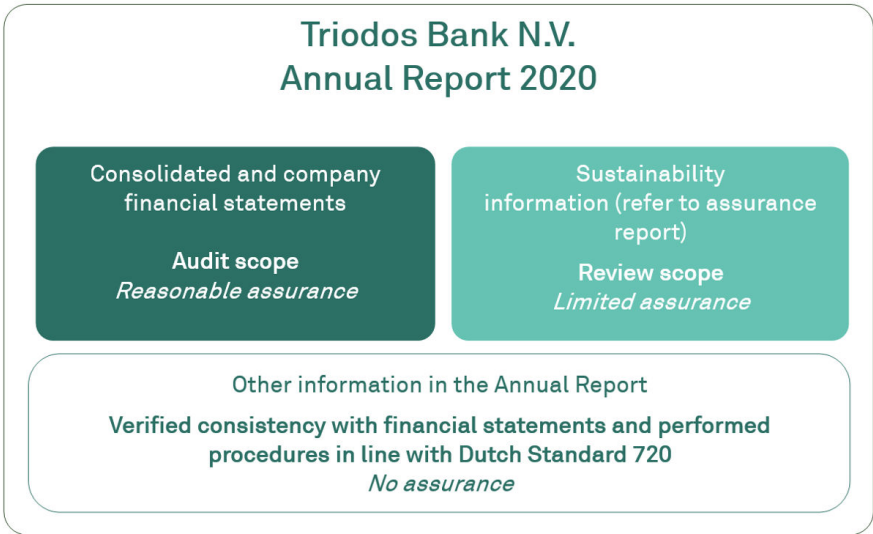 Triodos Bank N.V.
Annual Report 2020
Consolidated and company
financial statements
Audit scope
Reasonable assurance
Sustainability
information (refer to assurance
report)
Review scope
Limited assurance
Other information in the Annual Report
Verified consistency with financial statements and performed
procedures in line with Dutch Standard 720
No assurance